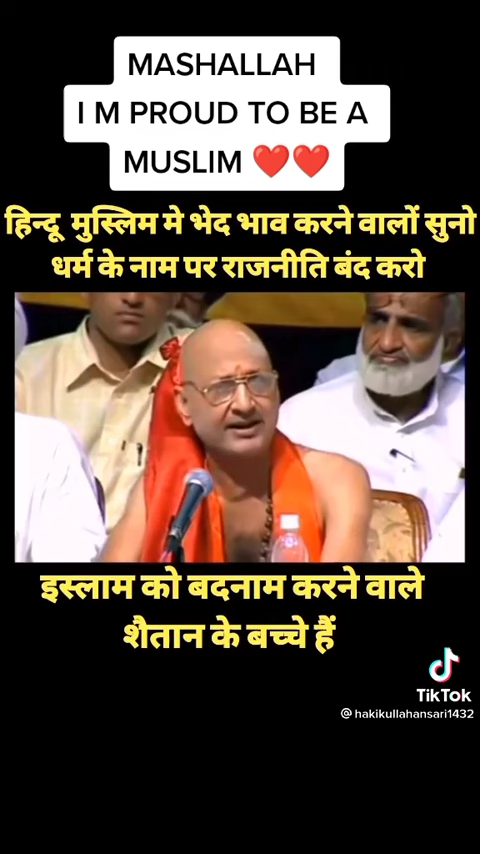 MASHALLAH
I M PROUD TO BE A
MUSLIM ❤️❤️
हिन्दू मुस्लिम मे भेद भाव करने वालों सुनो
धर्म के नाम पर राजनीति बंद करो
इस्लाम को बदनाम करने वाले
शैतान के बच्चे हैं
TikTok
@hakikullahansari1432